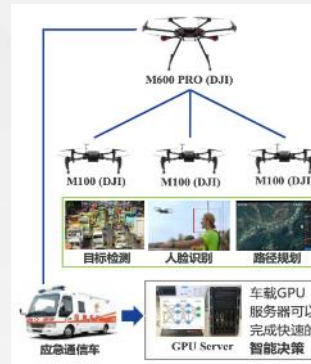 M600 PRO (DJI)
M100 (DJI) M100 (DJI) M100 (DJI)
目标检测 人脸识别 路径规划
车载GPU
服务器可以
完成快速的
智能决策
应急通信车 GPU Server